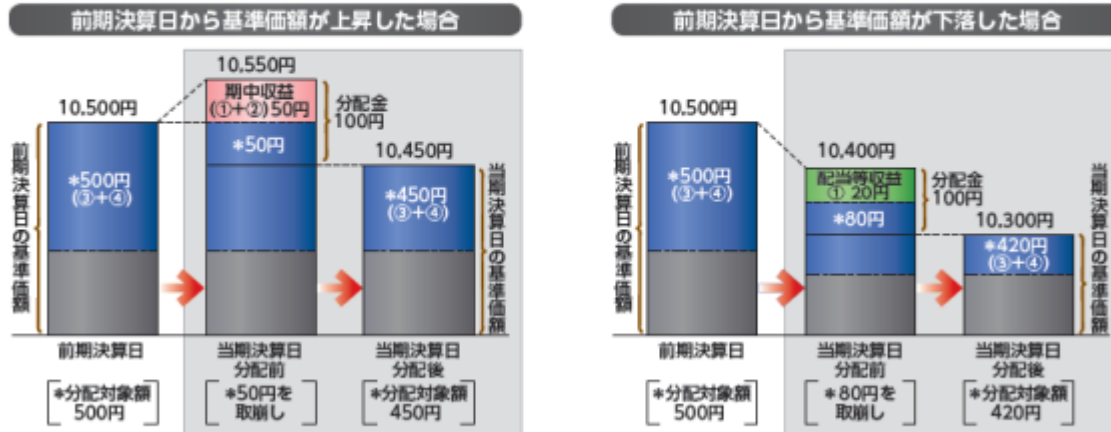 前期決算日から基準価額が上昇した場合
10,550円
10,500円
期中収益
(①+②)50円
分配金
100円
*50円
10,450円
*500円
(③+④)
*450円
(③+④)
前期決算日の基準価額
当期決算日の基準価額
前期決算日
当期決算日
分配前
当期決算日
分配後
*分配対象額
500円
*50円を
取崩し
*分配対象額
450円
前期決算日から基準価額が下落した場合
10,500円
10,400円
配当等収益
① 20円
分配金
100円
*80円
10,300円
*500円
(③+④)
*420円
(③+④)
前期決算日の基準価額
当期決算日の基準価額
前期決算日
当期決算日
分配前
当期決算日
分配後
*分配対象額
500円
*80円を
取崩し
*分配対象額
420円